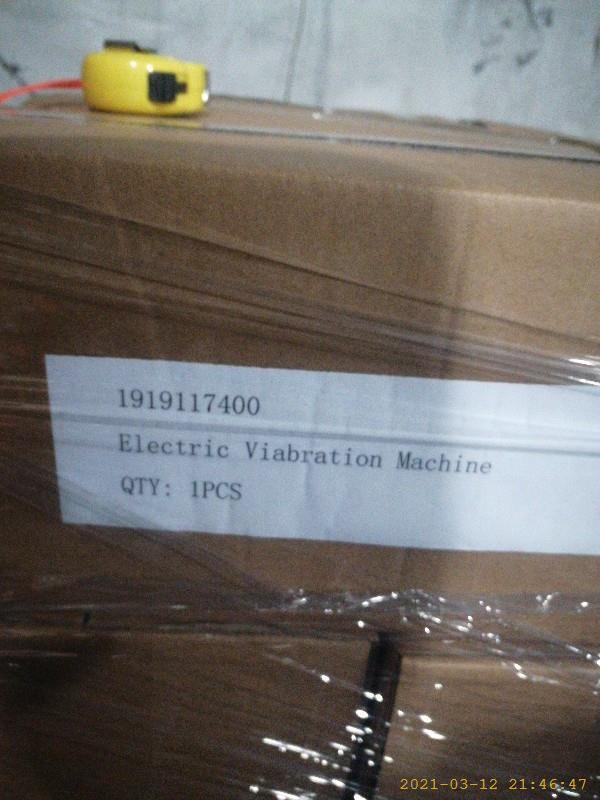 1919117400
Electric Viabration Machine
QTY: 1PCS
2021-03-12 21:46:47